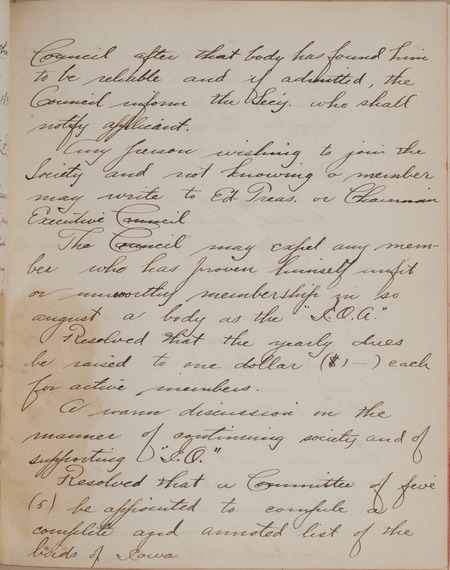 Council after that body has found him
to be reliable and if admitted, the
Council inform the Sec'y. who shall
notify applicant.
Any person wishing to join the
Society and not knowing a member
may write to Ed. Treas. or Chairman
Executive Council
The Council may expel any mem-
ber who has proven himself unfit
or unworthy membership in so
august a body as the "I.O.A."
Resolved that the yearly dues
be raised to one dollar ($1—) each
for active members.
A warm discussion on the
manner of continuing society and of
supporting "I.O."
Resolved that a Committee of five
(5) be appointed to compile a
complete and annoted list of the
birds of Iowa.